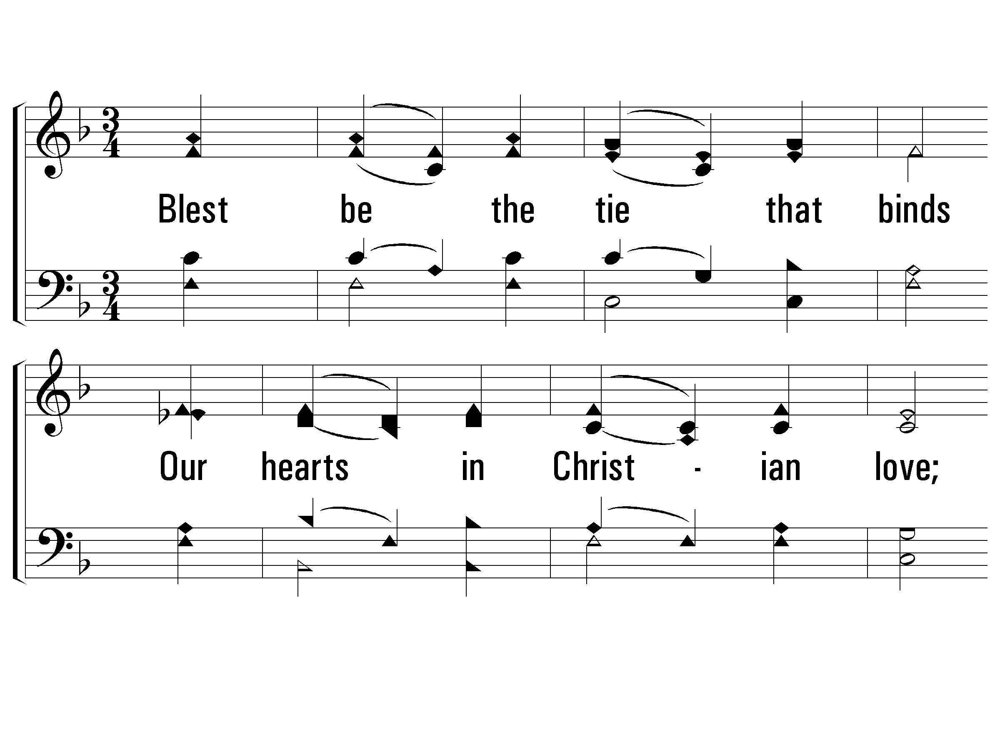 Blest be the tie that binds
Our hearts in Christ - ian love;